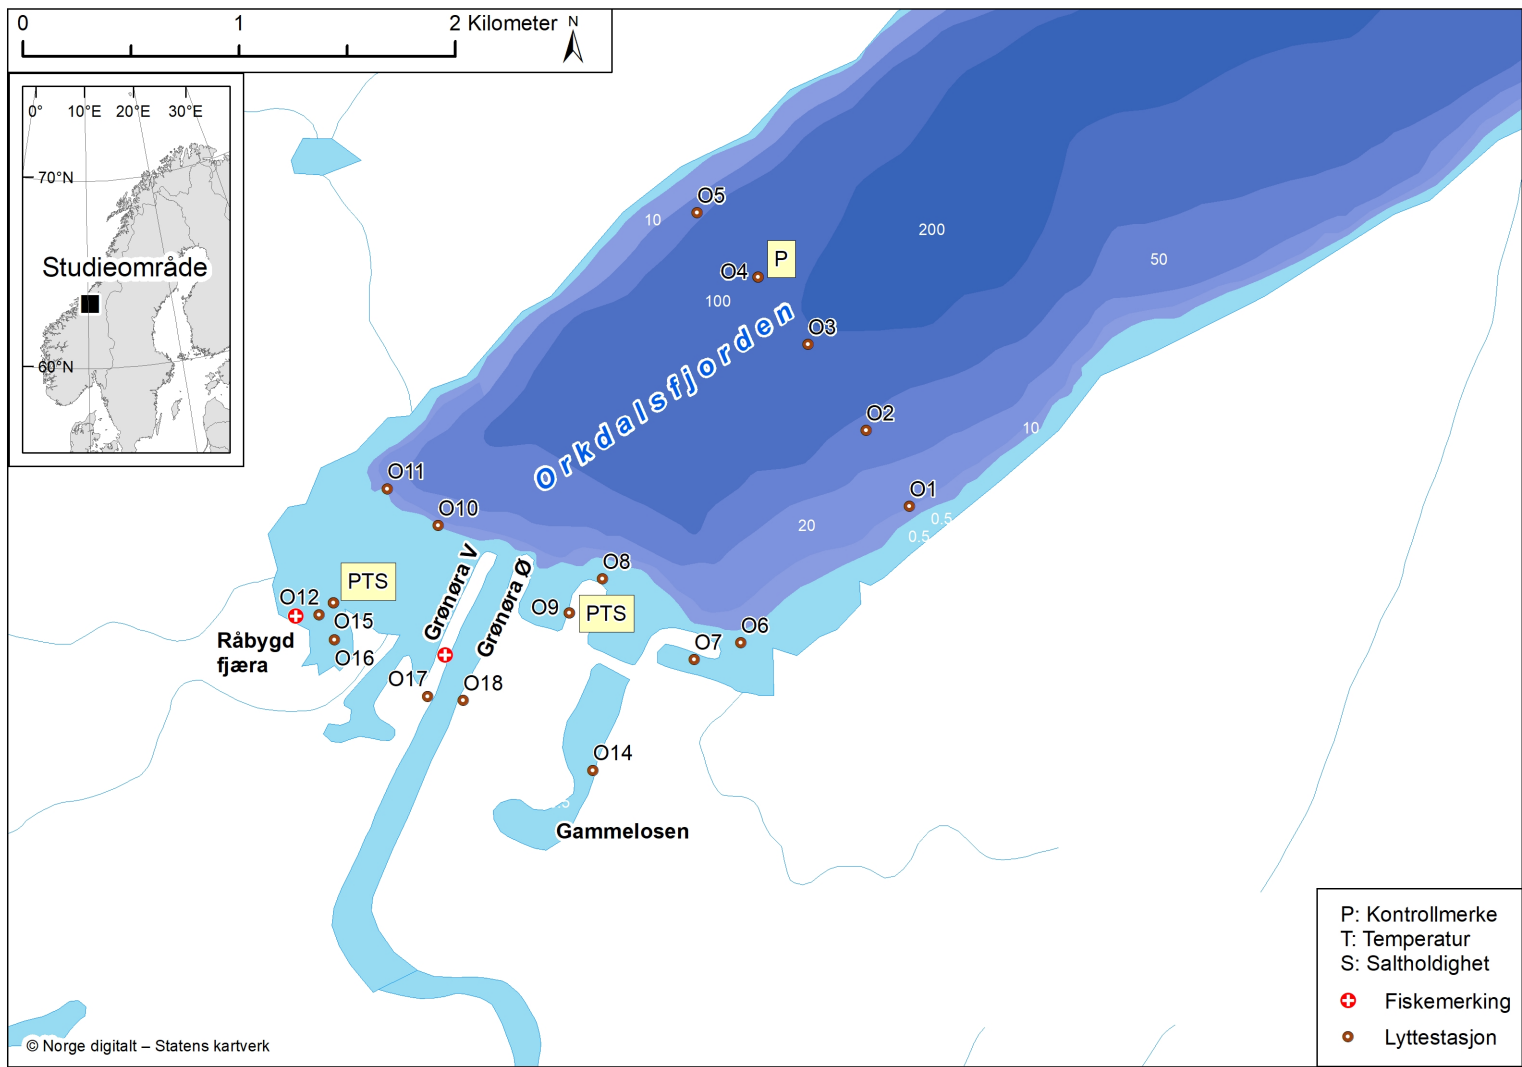 0 1 2 Kilometer N
0° 10°E 20°E 30°E
70°N
Studieområde
60°N
O5
10
P
O4
200
50
100
O3
Orkdalsfjorden
O2
10
O11
O1
O10
20
0.5
0.5
Grønøra V
Grønøra Ø
O8
PTS
O12
O9
PTS
O15
O6
Råbygd
fjæra
O16
O7
O17
O18
O14
.5
Gammelosen
P: Kontrollmerke
T: Temperatur
S: Saltholdighet
Fiskemerking
Lyttestasjon
© Norge digitalt – Statens kartverk